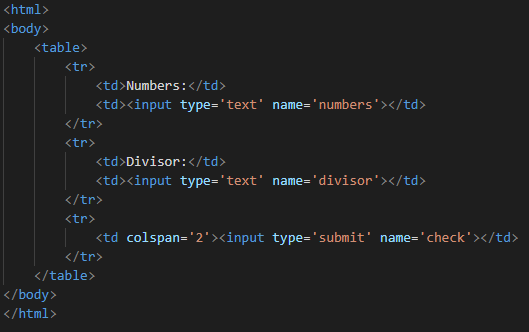 <html>
<body>
    <table>
        <tr>
            <td>Numbers:</td>
            <td><input type='text' name='numbers'></td>
        </tr>
        <tr>
            <td>Divisor:</td>
            <td><input type='text' name='divisor'></td>
        </tr>
        <tr>
            <td colspan='2'><input type='submit' name='check'></td>
        </tr>
    </table>
</body>
</html>